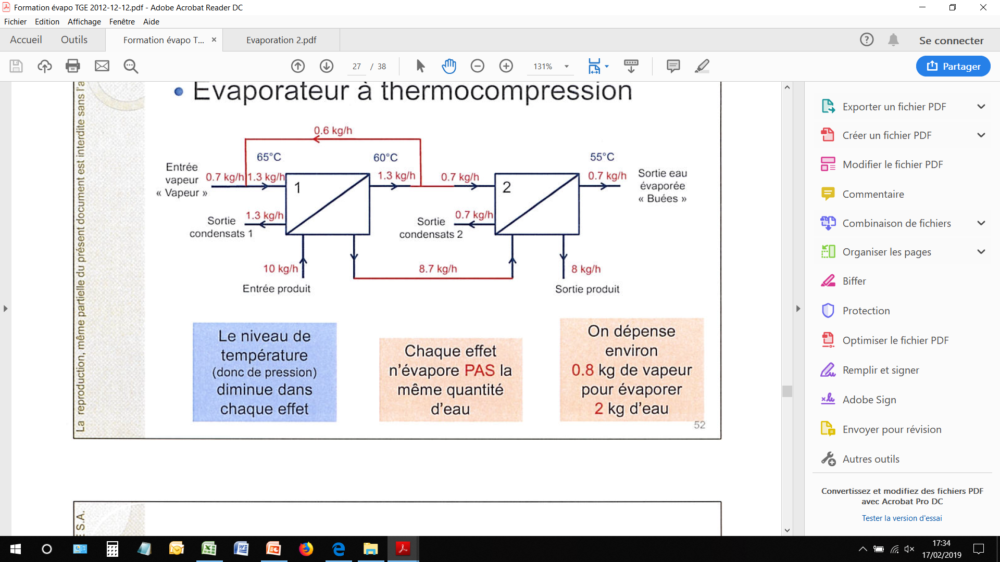 Formation évapo TGE 2012-12-12.pdf - Adobe Acrobat Reader DC
Fichier Edition Affichage Fenêtre Aide
Accueil Outils Formation évapo T... × Evaporation 2.pdf Se connecter
27 / 38 131% Partager
• Evaporateur à thermocompression
0.6 kg/h
65°C 60°C 55°C
Entrée
vapeur
« Vapeur »
0.7 kg/h 1.3 kg/h
1
1.3 kg/h
0.7 kg/h
2
0.7 kg/h
Sortie eau
évaporée
« Buées »
1.3 kg/h
Sortie
condensats 1
0.7 kg/h
Sortie
condensats 2
10 kg/h
Entrée produit
8.7 kg/h
8 kg/h
Sortie produit
Le niveau de
température
(donc de pression)
diminue dans
chaque effet
Chaque effet
n'évapore PAS la
même quantité
d'eau
On dépense
environ
0.8 kg de vapeur
pour évaporer
2 kg d'eau
52
La reproduction, même partielle du présent document est interdite sans l'a
S.A.
Exporter un fichier PDF
Créer un fichier PDF
Modifier le fichier PDF
Commentaire
Combinaison de fichiers
Organiser les pages
Biffer
Protection
Optimiser le fichier PDF
Remplir et signer
Adobe Sign
Envoyer pour révision
Autres outils
Convertissez et modifiez des fichiers PDF
avec Acrobat Pro DC
Tester la version d'essai
17:34
17/02/2019